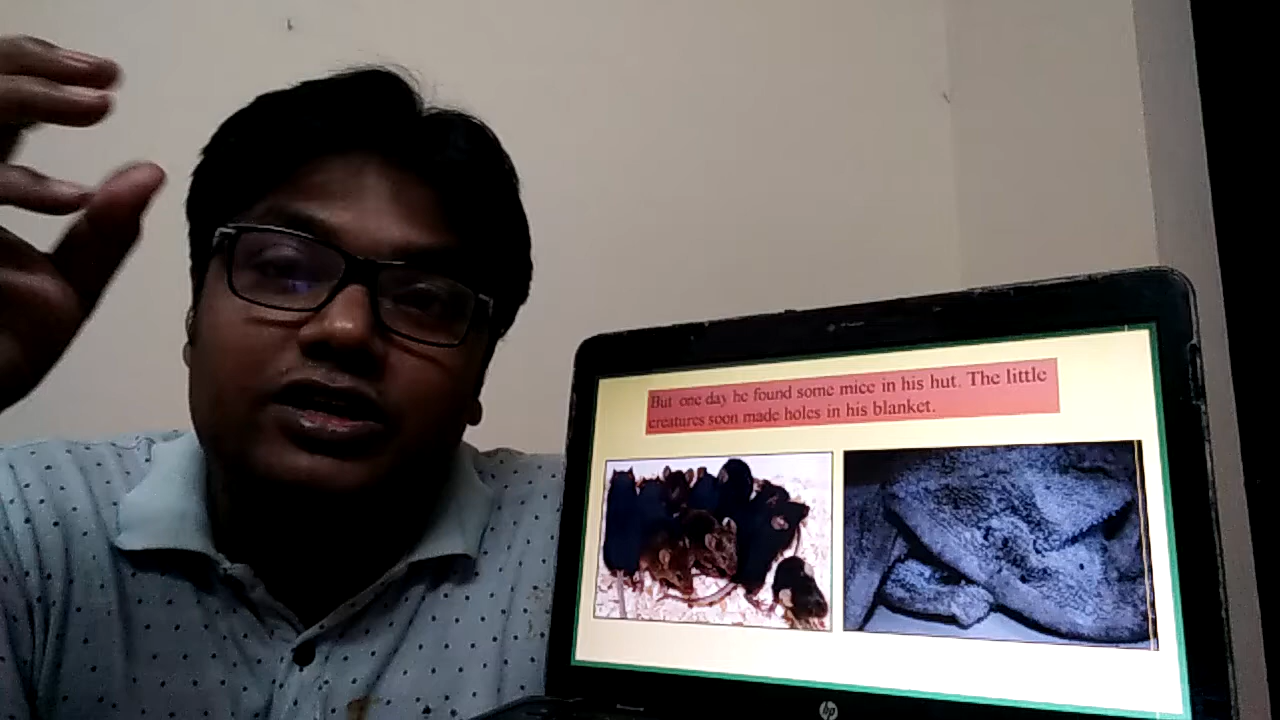 But one day he found some mice in his hut. The little
creatures soon made holes in his blanket.
hp